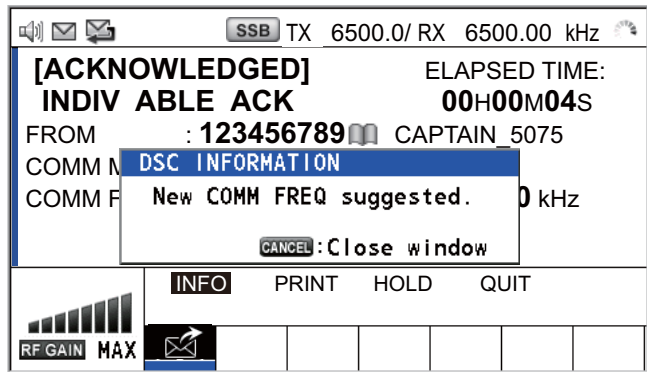 SSB TX 6500.0/ RX 6500.00 kHz
[ACKNOWLEDGED] ELAPSED TIME:
INDIV ABLE ACK 00H00M04S
FROM : 123456789 CAPTAIN_5075
COMM
DSC INFORMATION
COMM F kHz
New COMM FREQ suggested.
CANCEL:Close window
INFO PRINT HOLD QUIT
RF GAIN MAX